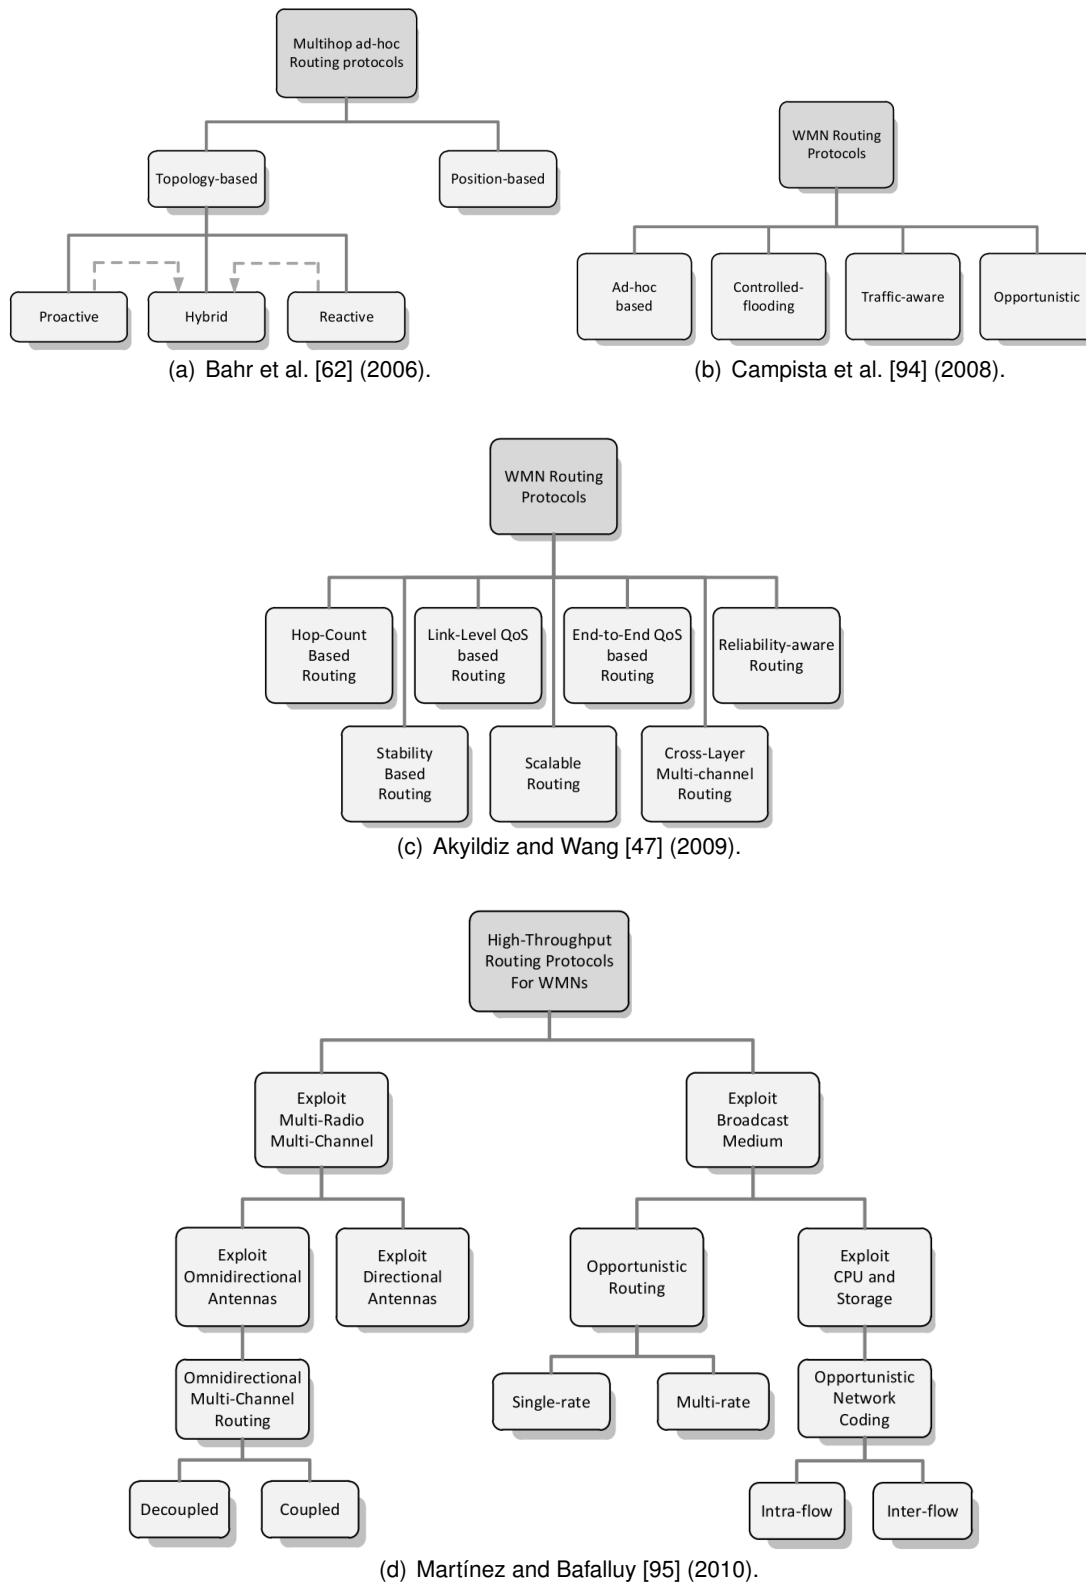 Multihop ad-hoc
Routing protocols
Topology-based
Position-based
Proactive
Hybrid
Reactive
(a) Bahr et al. [62] (2006).
WMN Routing
Protocols
Ad-hoc
based
Controlled-
flooding
Traffic-aware
Opportunistic
(b) Campista et al. [94] (2008).
WMN Routing
Protocols
Hop-Count
Based
Routing
Link-Level QoS
based
Routing
End-to-End QoS
based
Routing
Reliability-aware
Routing
Stability
Based
Routing
Scalable
Routing
Cross-Layer
Multi-channel
Routing
(c) Akyildiz and Wang [47] (2009).
High-Throughput
Routing Protocols
For WMNs
Exploit
Multi-Radio
Multi-Channel
Exploit
Broadcast
Medium
Exploit
Omnidirectional
Antennas
Exploit
Directional
Antennas
Opportunistic
Routing
Exploit
CPU and
Storage
Omnidirectional
Multi-Channel
Routing
Single-rate
Multi-rate
Opportunistic
Network
Coding
Decoupled
Coupled
Intra-flow
Inter-flow
(d) Martínez and Bafalluy [95] (2010).